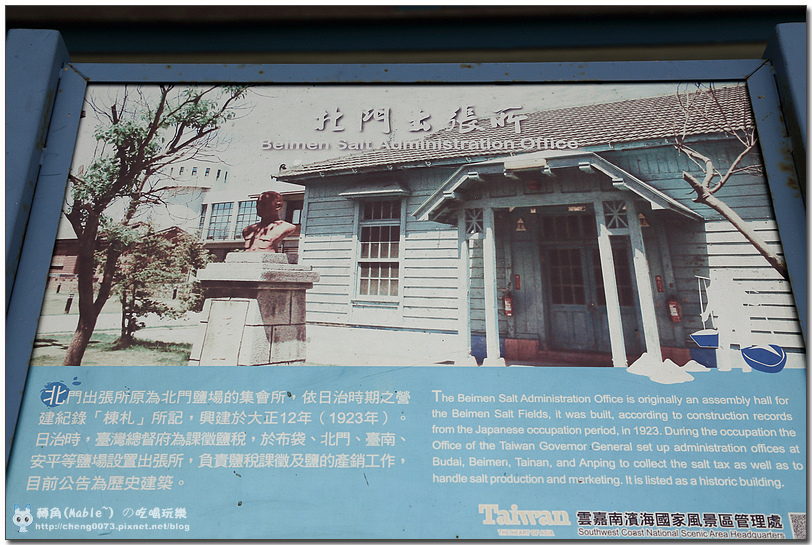 北門出張所
Beimen Salt Administration Office
北門出張所原為北門鹽場的集會所，依日治時期之營
建紀錄「棟札」所記，興建於大正12年（1923年）。
日治時，臺灣總督府為課徵鹽稅，於布袋、北門、臺南、
安平等鹽場設置出張所，負責鹽稅課徵及鹽的產銷工作，
目前公告為歷史建築。
The Beimen Salt Administration Office is originally an assembly hall for
the Beimen Salt Fields, it was built, according to construction records
from the Japanese occupation period, in 1923. During the occupation the
Office of the Taiwan Governor General set up administration offices at
Budai, Beimen, Tainan, and Anping to collect the salt tax as well as to
handle salt production and marketing. It is listed as a historic building.
Taiwan
THE HEART OF ASIA
雲嘉南濱海國家風景區管理處
Southwest Coast National Scenic Area Headquarters
轉角(Mable~) の吃喝玩樂
http://cheng0073.pixnet.net/blog